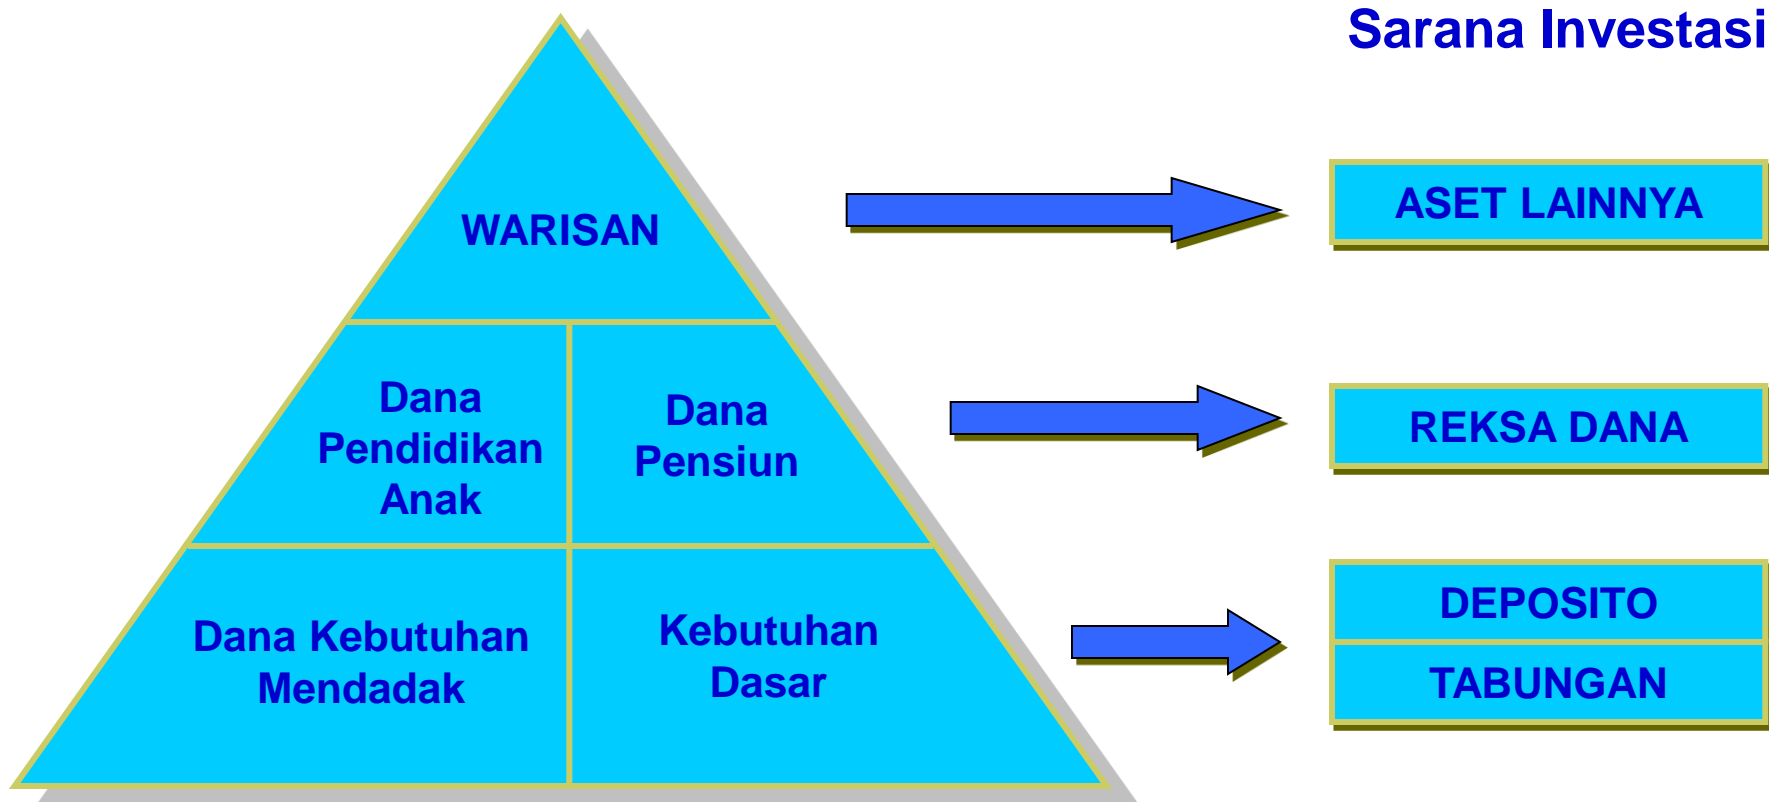 Sarana Investasi
WARISAN
ASET LAINNYA
Dana
Pendidikan
Anak
Dana
Pensiun
REKSA DANA
Dana Kebutuhan
Mendadak
Kebutuhan
Dasar
DEPOSITO
TABUNGAN